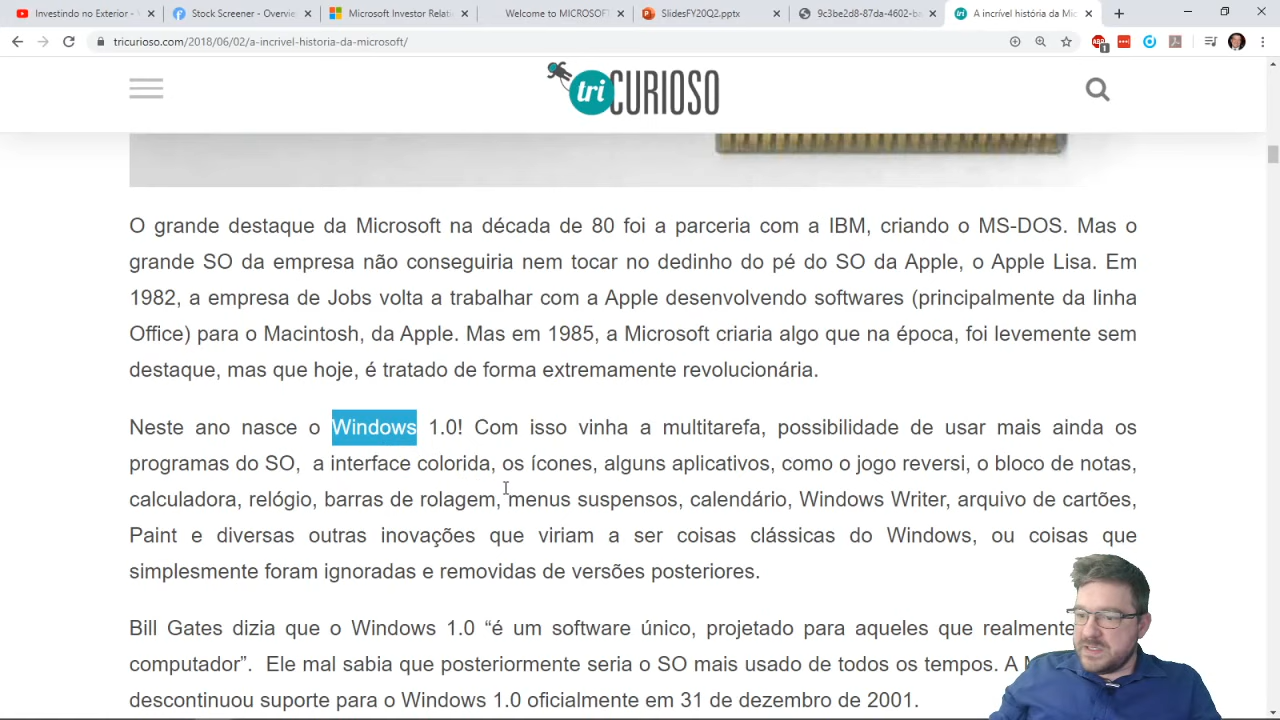 Investindo no Exterior -
Stock Screener - Overvie
Microsoft Investor Relati
Welcome to MICROSOFT
SlidesFY20Q2.pptx
9c3be2d8-87da-4602-ba
A incrível história da Mi
tricurioso.com/2018/06/02/a-incrivel-historia-da-microsoft/
ABP
1
tri CURIOSO
O grande destaque da Microsoft na década de 80 foi a parceria com a IBM, criando o MS-DOS. Mas o
grande SO da empresa não conseguiria nem tocar no dedinho do pé do SO da Apple, o Apple Lisa. Em
1982, a empresa de Jobs volta a trabalhar com a Apple desenvolvendo softwares (principalmente da linha
Office) para o Macintosh, da Apple. Mas em 1985, a Microsoft criaria algo que na época, foi levemente sem
destaque, mas que hoje, é tratado de forma extremamente revolucionária.
Neste ano nasce o Windows 1.0! Com isso vinha a multitarefa, possibilidade de usar mais ainda os
programas do SO, a interface colorida, os ícones, alguns aplicativos, como o jogo reversi, o bloco de notas,
calculadora, relógio, barras de rolagem, menus suspensos, calendário, Windows Writer, arquivo de cartões,
Paint e diversas outras inovações que viriam a ser coisas clássicas do Windows, ou coisas que
simplesmente foram ignoradas e removidas de versões posteriores.
Bill Gates dizia que o Windows 1.0 “é um software único, projetado para aqueles que realmente
computador”. Ele mal sabia que posteriormente seria o SO mais usado de todos os tempos. A
descontinuou suporte para o Windows 1.0 oficialmente em 31 de dezembro de 2001.